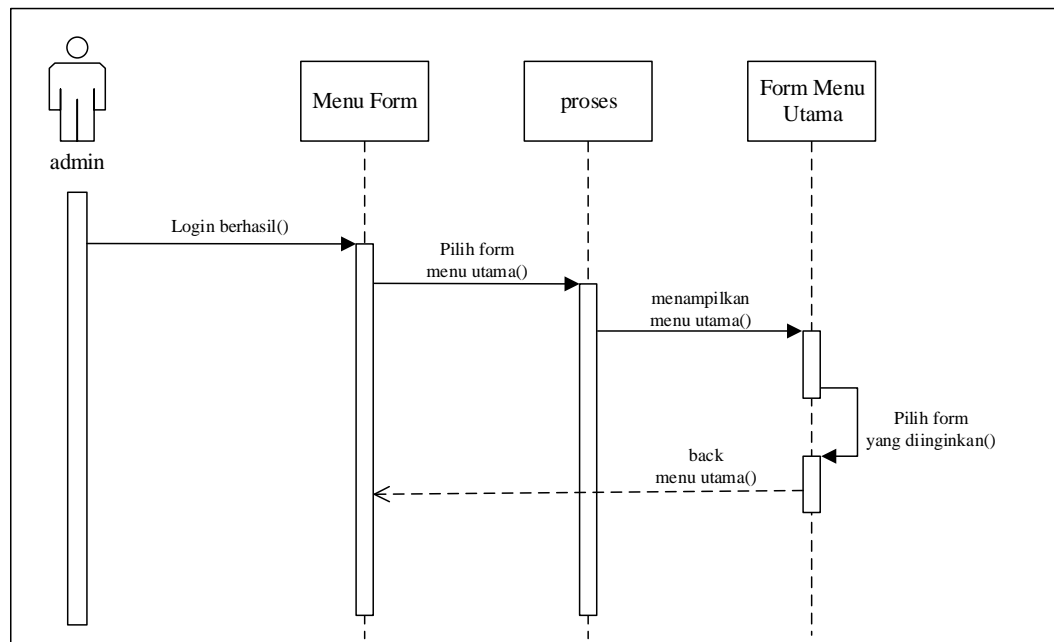 admin
Menu Form
proses
Form Menu
Utama
Login berhasil()
Pilih form
menu utama()
menampilkan
menu utama()
Pilih form
yang diinginkan()
back
menu utama()